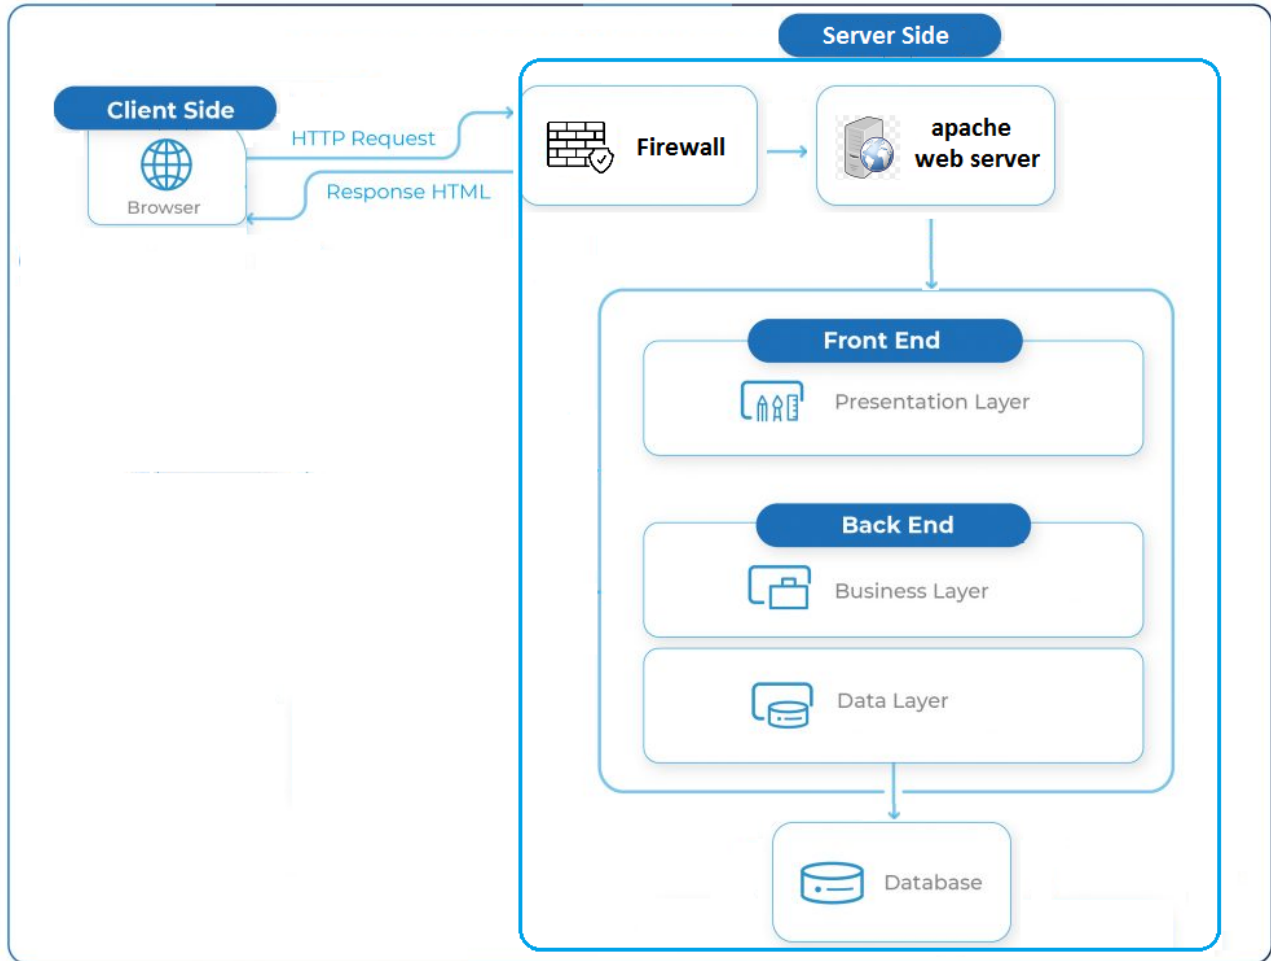 Server Side
Client Side
HTTP Request
Response HTML
Browser
Firewall
apache
web server
Front End
Presentation Layer
Back End
Business Layer
Data Layer
Database